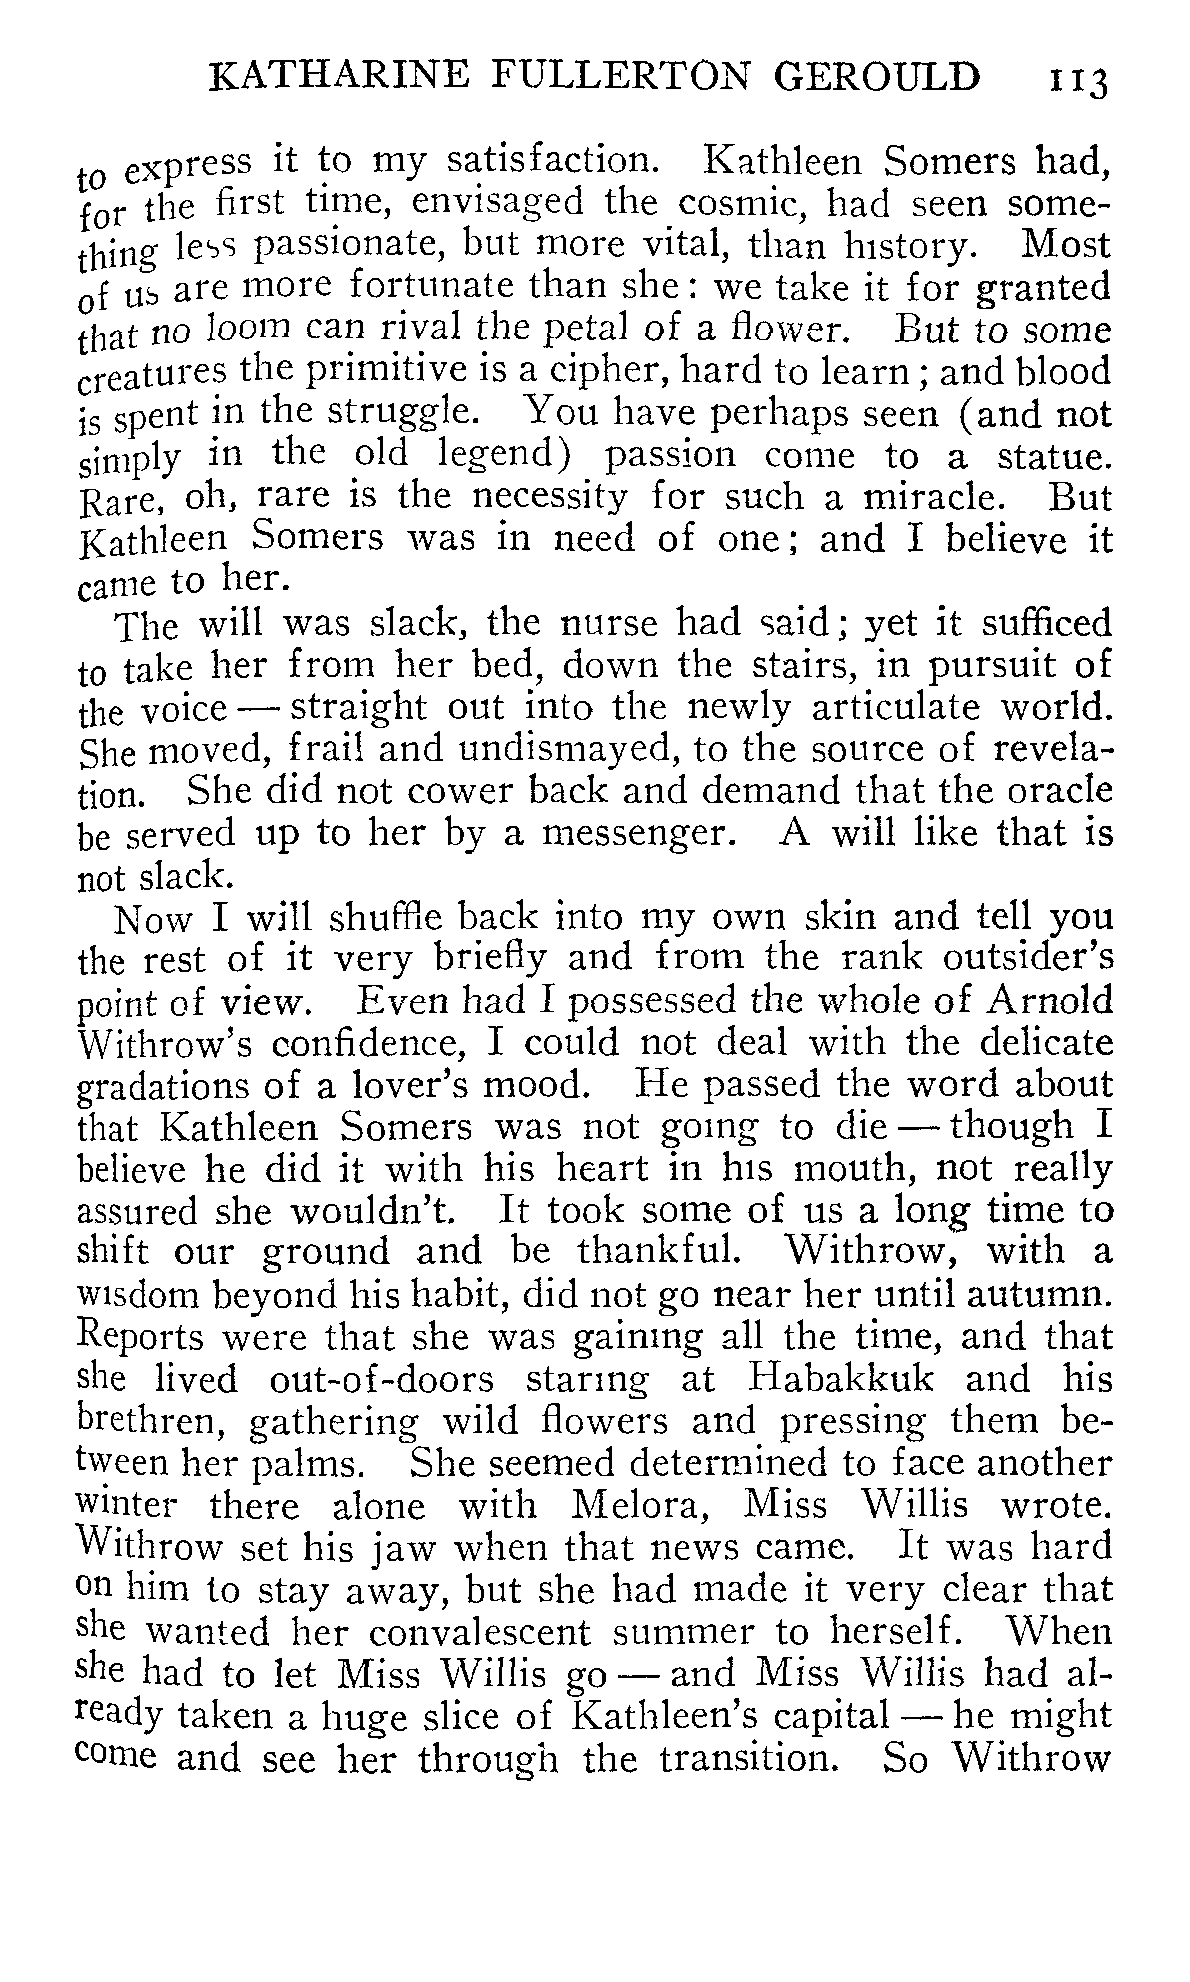 KATHARINE FULLERTON GEROULD 113
to express it to my satisfaction. Kathleen Somers had,
for the first time, envisaged the cosmic, had seen some-
thing less passionate, but more vital, than history. Most
of us are more fortunate than she: we take it for granted
that no loom can rival the petal of a flower. But to some
creatures the primitive is a cipher, hard to learn; and blood
is spent in the struggle. You have perhaps seen (and not
simply in the old legend) passion come to a statue.
Rare, oh, rare is the necessity for such a miracle. But
Kathleen Somers was in need of one; and I believe it
came to her.
The will was slack, the nurse had said; yet it sufficed
to take her from her bed, down the stairs, in pursuit of
the voice — straight out into the newly articulate world.
She moved, frail and undismayed, to the source of revela-
tion. She did not cower back and demand that the oracle
be served up to her by a messenger. A will like that is
not slack.
Now I will shuffle back into my own skin and tell you
the rest of it very briefly and from the rank outsider's
point of view. Even had I possessed the whole of Arnold
Withrow's confidence, I could not deal with the delicate
gradations of a lover's mood. He passed the word about
that Kathleen Somers was not going to die — though I
believe he did it with his heart in his mouth, not really
assured she wouldn't. It took some of us a long time to
shift our ground and be thankful. Withrow, with a
wisdom beyond his habit, did not go near her until autumn.
Reports were that she was gaining all the time, and that
she lived out-of-doors staring at Habakkuk and his
brethren, gathering wild flowers and pressing them be-
tween her palms. She seemed determined to face another
winter there alone with Melora, Miss Willis wrote.
Withrow set his jaw when that news came. It was hard
on him to stay away, but she had made it very clear that
she wanted her convalescent summer to herself. When
she had to let Miss Willis go — and Miss Willis had al-
ready taken a huge slice of Kathleen's capital — he might
come and see her through the transition. So Withrow